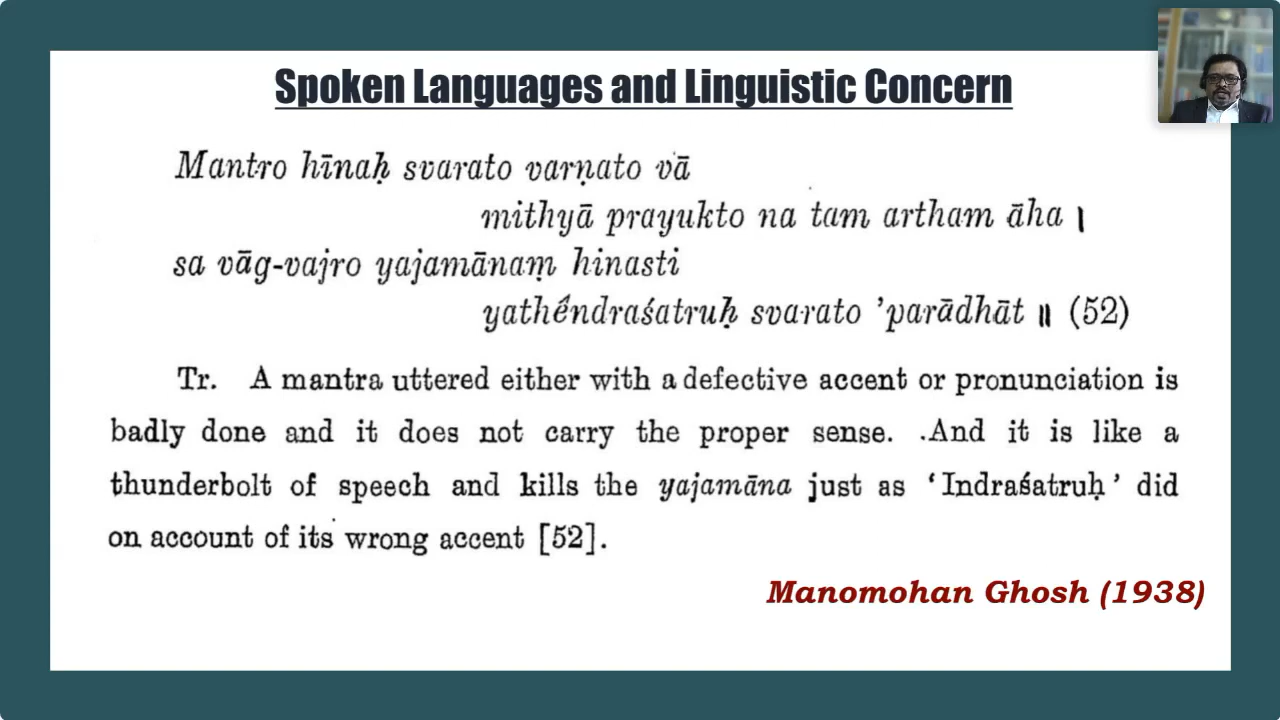 Spoken Languages and Linguistic Concern
Mantro hīnaḥ svarato varṇato vā
mithyā prayukto na tam artham āha |
sa vāg-vajro yajamānaṃ hinasti
yathếndraśatruḥ svarato ’parādhāt || (52)
Tr. A mantra uttered either with a defective accent or pronunciation is
badly done and it does not carry the proper sense. .And it is like a
thunderbolt of speech and kills the yajamāna just as ‘Indraśatruḥ’ did
on account of its wrong accent [52].
Manomohan Ghosh (1938)